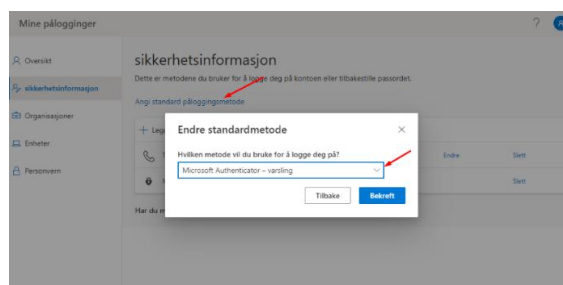 Mine pålogginger
?
Oversikt
sikkerhetsinformasjon
Organisasjoner
Enheter
Personvern
sikkerhetsinformasjon
Dette er metodene du bruker for å logge deg på kontoen eller tilbakestille passordet.
Angi standard påloggingsmetode
Endre standardmetode
Hvilken metode vil du bruke for å logge deg på?
Microsoft Authenticator – varsling
Tilbake Bekreft
Endre Slett
Slett
Har du